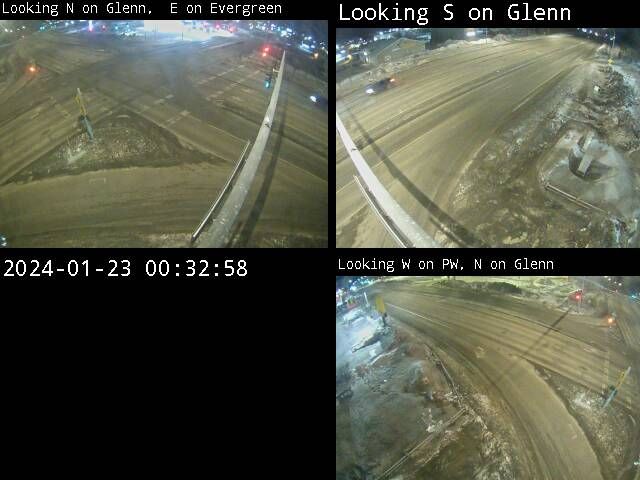 Looking N on Glenn,  E on Evergreen
Looking S on Glenn
2024-01-23 00:32:58
Looking W on PW, N on Glenn